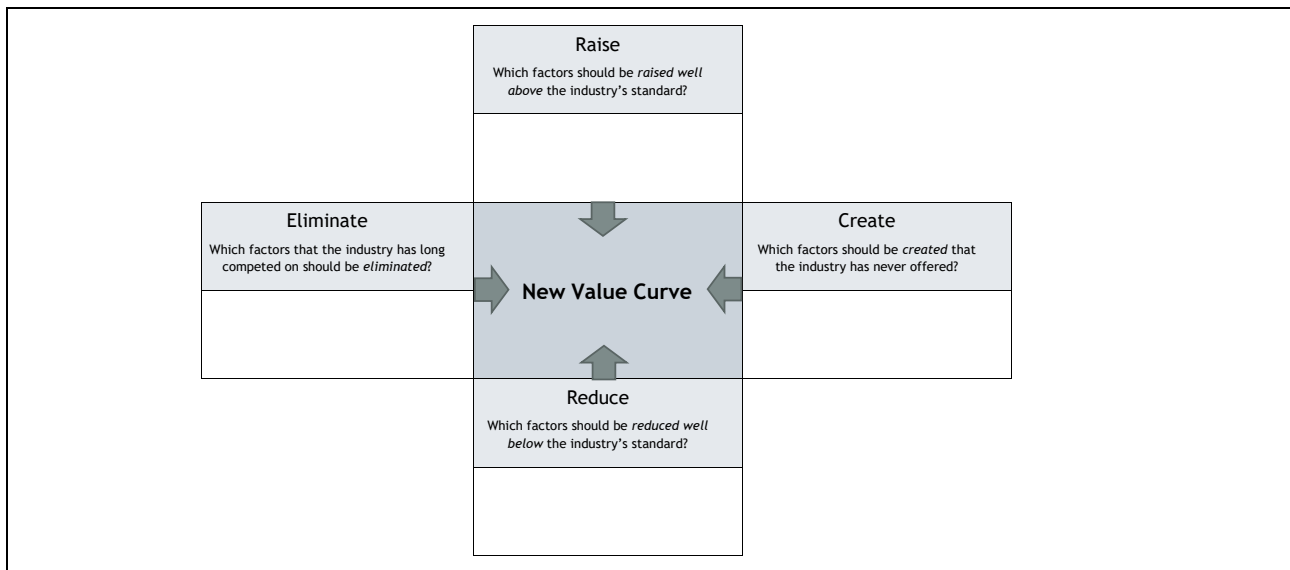 Raise
Which factors should be raised well
above the industry’s standard?
Eliminate
Which factors that the industry has long
competed on should be eliminated?
New Value Curve
Create
Which factors should be created that
the industry has never offered?
Reduce
Which factors should be reduced well
below the industry’s standard?